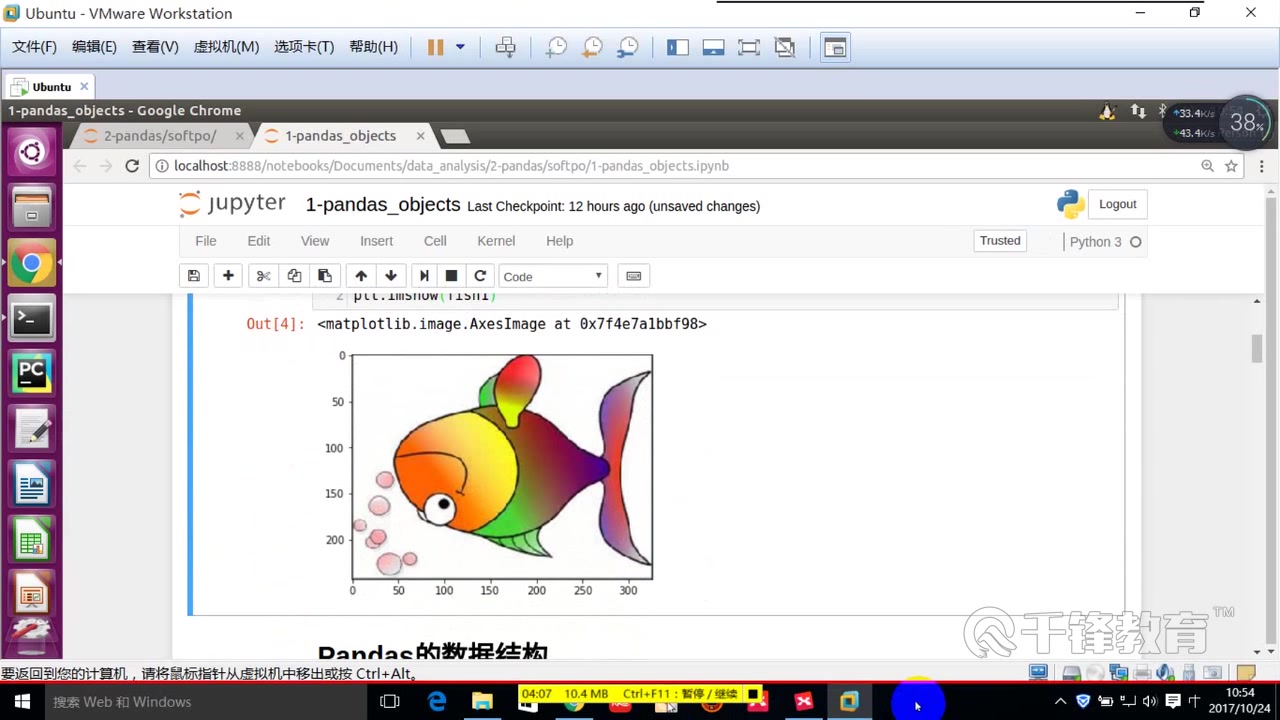 Ubuntu - VMware Workstation
文件(F) 编辑(E) 查看(V) 虚拟机(M) 选项卡(T) 帮助(H)
Ubuntu
1-pandas_objects - Google Chrome
33.4K/s
43.4K/s
38%
2-pandas/softpo/
1-pandas_objects
localhost:8888/notebooks/Documents/data_analysis/2-pandas/softpo/1-pandas_objects.ipynb
jupyter 1-pandas_objects Last Checkpoint: 12 hours ago (unsaved changes)
Logout
File Edit View Insert Cell Kernel Help
Trusted
Python 3
Code
2 plt.imshow(fish1)
Out[4]: <matplotlib.image.AxesImage at 0x7f4e7a1bbf98>
0
50
100
150
200
0 50 100 150 200 250 300
千锋教育™
Pandas的数据结构
PC
要返回到您的计算机，请将鼠标指针从虚拟机中移出或按 Ctrl+Alt。
搜索 Web 和 Windows
04:07 10.4 MB Ctrl+F11：暂停 / 继续
中
10:54
2017/10/24